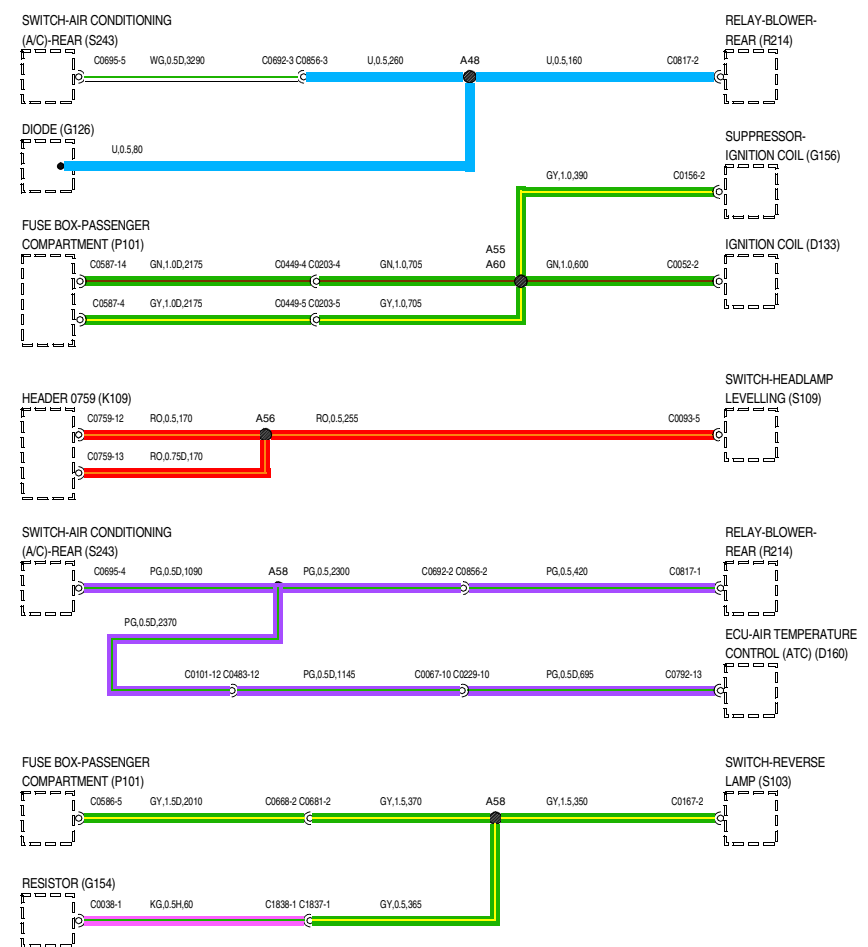 SWITCH-AIR CONDITIONING
(A/C)-REAR (S243)
RELAY-BLOWER-
REAR (R214)
C0695-5 WG,0.5D,3290 C0692-3 C0856-3 U,0.5,260 A48 U,0.5,160 C0817-2
DIODE (G126)
U,0.5,80
SUPPRESSOR-
IGNITION COIL (G156)
GY,1.0,390 C0156-2
FUSE BOX-PASSENGER
COMPARTMENT (P101)
IGNITION COIL (D133)
A55
C0587-14 GN,1.0D,2175 C0449-4 C0203-4 GN,1.0,705 A60 GN,1.0,600 C0052-2
C0587-4 GY,1.0D,2175 C0449-5 C0203-5 GY,1.0,705
SWITCH-HEADLAMP
LEVELLING (S109)
HEADER 0759 (K109)
C0759-12 RO,0.5,170 A56 RO,0.5,255 C0093-5
C0759-13 RO,0.75D,170
SWITCH-AIR CONDITIONING
(A/C)-REAR (S243)
RELAY-BLOWER-
REAR (R214)
C0695-4 PG,0.5D,1090 A58 PG,0.5,2300 C0692-2 C0856-2 PG,0.5,420 C0817-1
PG,0.5D,2370
ECU-AIR TEMPERATURE
CONTROL (ATC) (D160)
C0101-12 C0483-12 PG,0.5D,1145 C0067-10 C0229-10 PG,0.5D,695 C0792-13
FUSE BOX-PASSENGER
COMPARTMENT (P101)
SWITCH-REVERSE
LAMP (S103)
C0586-5 GY,1.5D,2010 C0668-2 C0681-2 GY,1.5,370 A58 GY,1.5,350 C0167-2
RESISTOR (G154)
C0038-1 KG,0.5H,60 C1838-1 C1837-1 GY,0.5,365